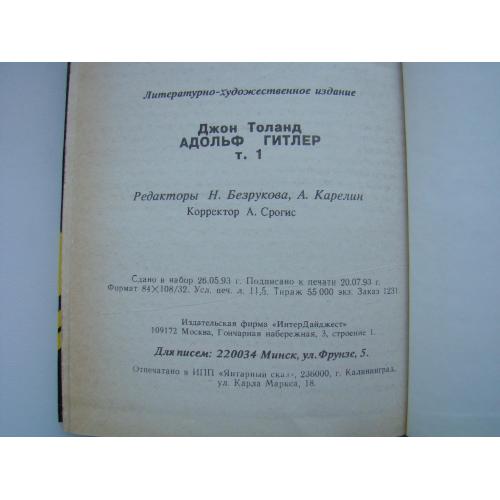 Литературно-художественное издание
Джон Толанд
АДОЛЬФ ГИТЛЕР
т. 1
Редакторы Н. Безрукова, А. Карелин
Корректор А. Срогис
Сдано в набор 26.05.93 г. Подписано к печати 20.07.93 г.
Формат 84×108/32. Усл. печ. л. 11,5. Тираж 55 000 экз. Заказ 1231.
Издательская фирма «ИнтерДайджест»
109172 Москва, Гончарная набережная, 3, строение 1.
Для писем: 220034 Минск, ул. Фрунзе, 5.
Отпечатано в ИПП «Янтарный сказ», 236000, г. Калининград,
ул. Карла Маркса, 18.